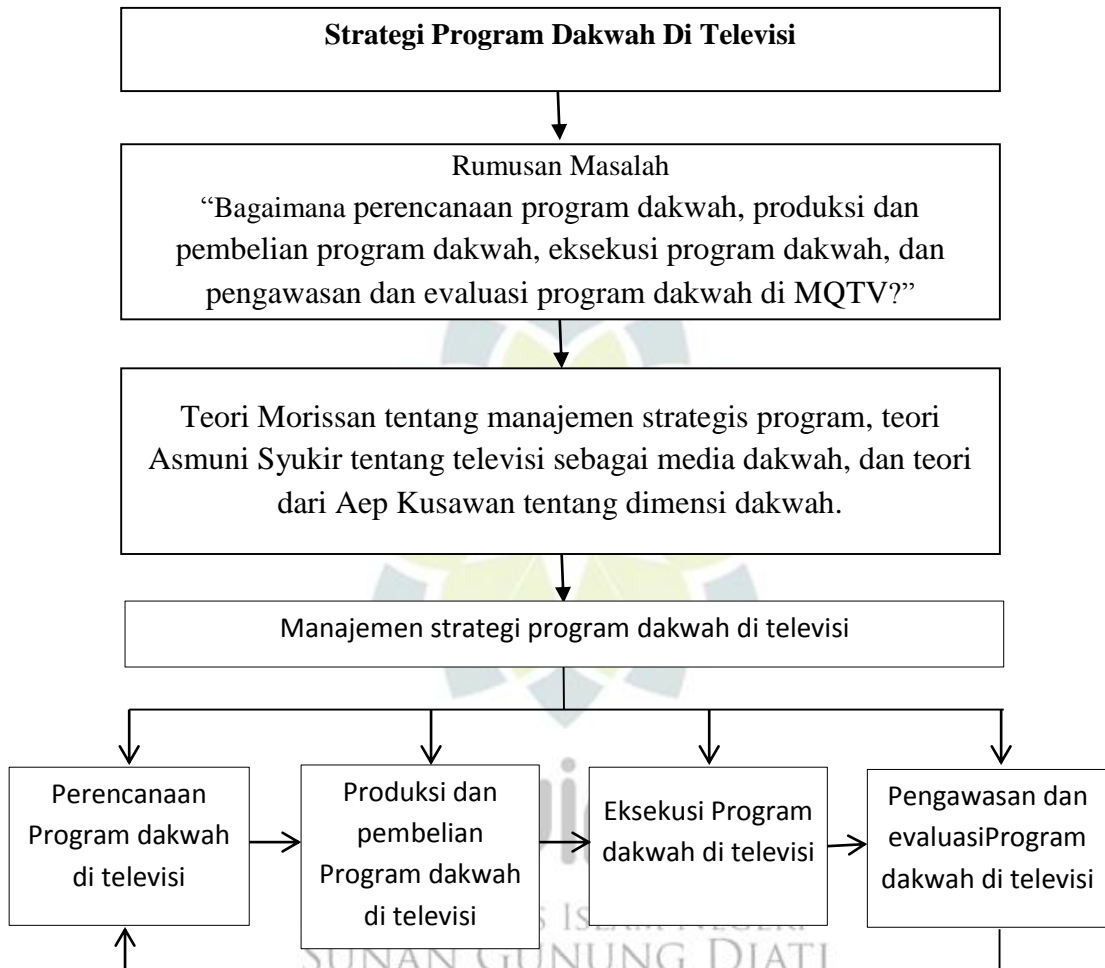 Strategi Program Dakwah Di Televisi
Rumusan Masalah
“Bagaimana perencanaan program dakwah, produksi dan
pembelian program dakwah, eksekusi program dakwah, dan
pengawasan dan evaluasi program dakwah di MQTV?”
Teori Morissan tentang manajemen strategis program, teori
Asmuni Syukir tentang televisi sebagai media dakwah, dan teori
dari Aep Kusawan tentang dimensi dakwah.
Manajemen strategi program dakwah di televisi
Perencanaan
Program dakwah
di televisi
Produksi dan
pembelian
Program dakwah
di televisi
Eksekusi Program
dakwah di televisi
Pengawasan dan
evaluasiProgram
dakwah di televisi
SUNAN GUNUNG DJATI